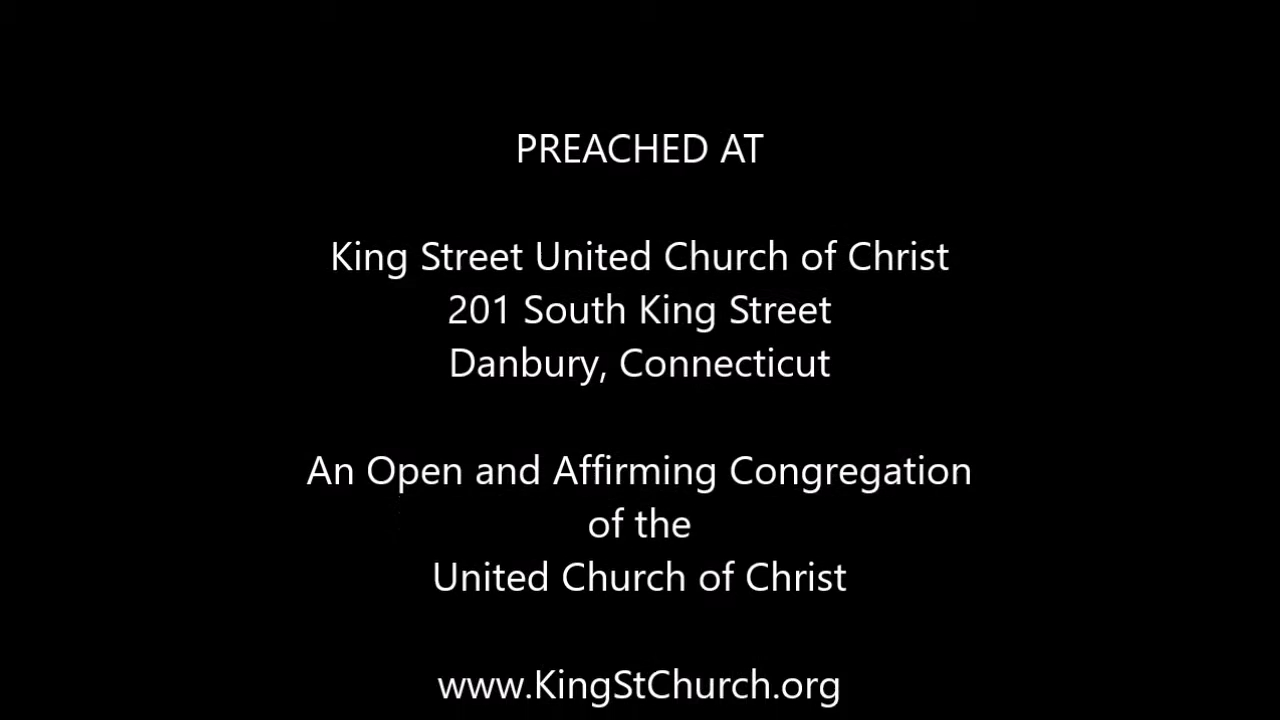 PREACHED AT
King Street United Church of Christ
201 South King Street
Danbury, Connecticut
An Open and Affirming Congregation
of the
United Church of Christ
www.KingStChurch.org